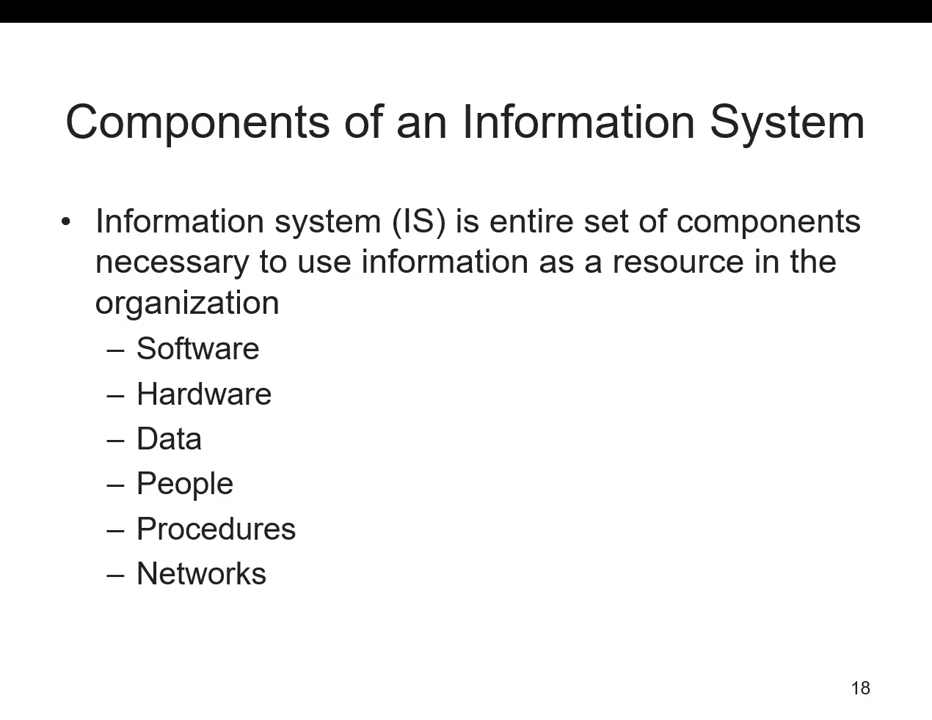 Components of an Information System
• Information system (IS) is entire set of components
necessary to use information as a resource in the
organization
– Software
– Hardware
– Data
– People
– Procedures
– Networks
18